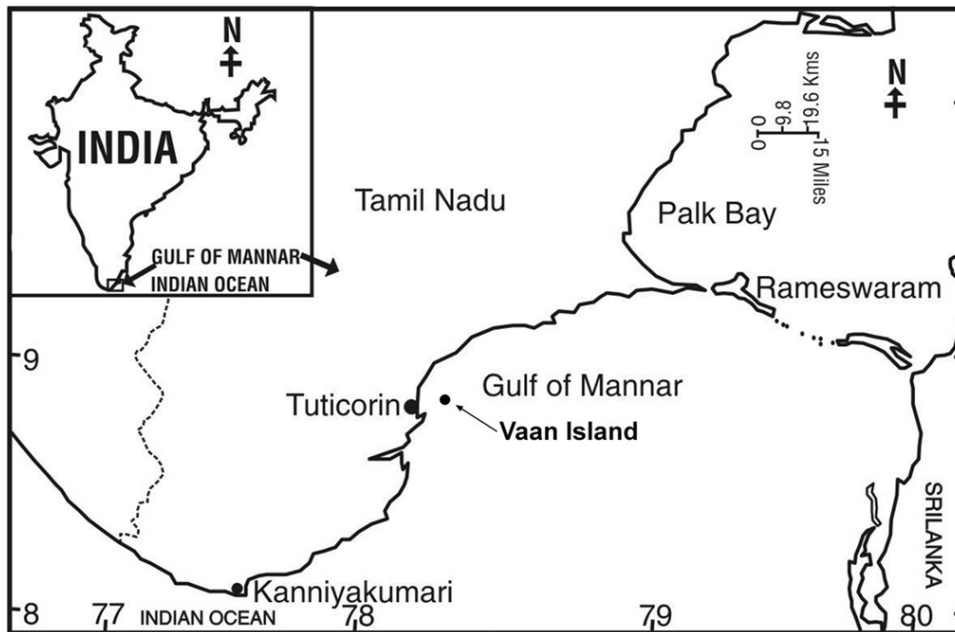 N
INDIA
GULF OF MANNAR
INDIAN OCEAN
N
0 9.8 19.6 Kms
0 15 Miles
Tamil Nadu
Palk Bay
Rameswaram
9
Gulf of Mannar
Tuticorin
Vaan Island
SRILANKA
Kanniyakumari
8
77
INDIAN OCEAN
78
79
80